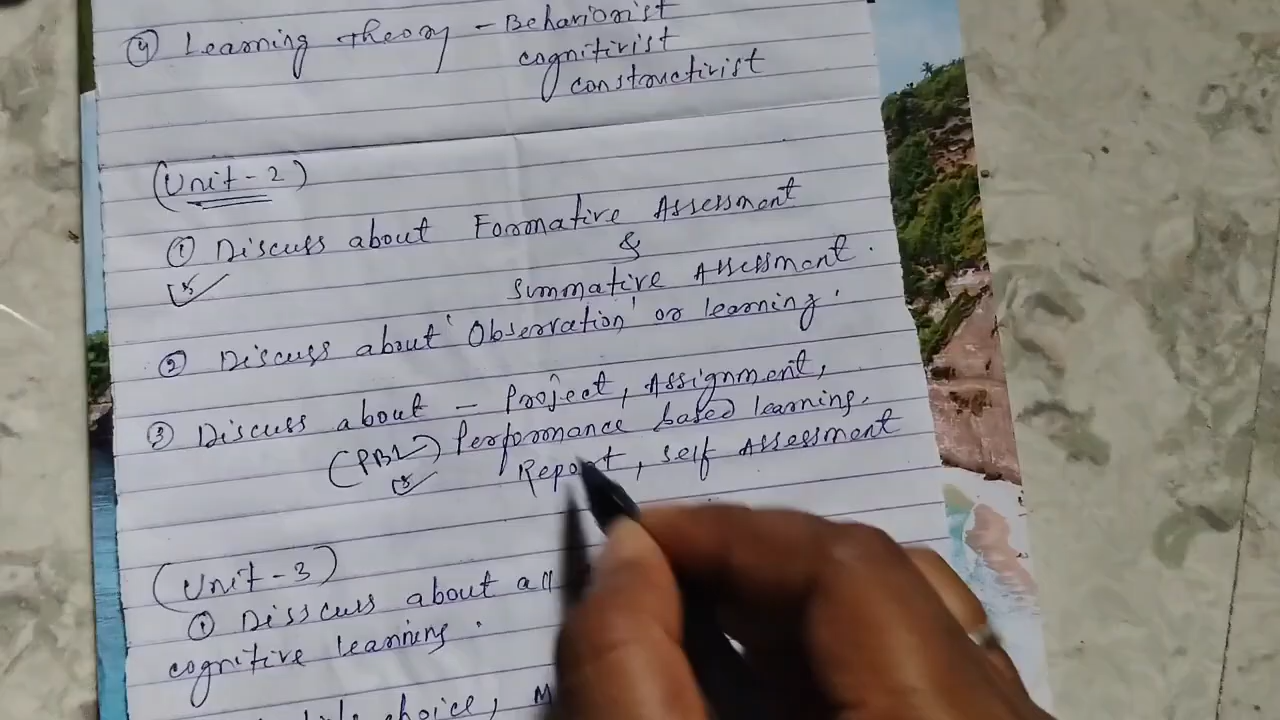 ④ Learning theory - Behaviorist
cognitivist
constructivist
(Unit-2)
① Discuss about Formative Assessment
&
Summative Assessment.
② Discuss about 'Observation' or learning.
③ Discuss about - Project, Assignment,
(PBL) Performance based learning,
Report, self Assessment
(Unit-3)
① Disscuss about all
cognitive learning.
choice,